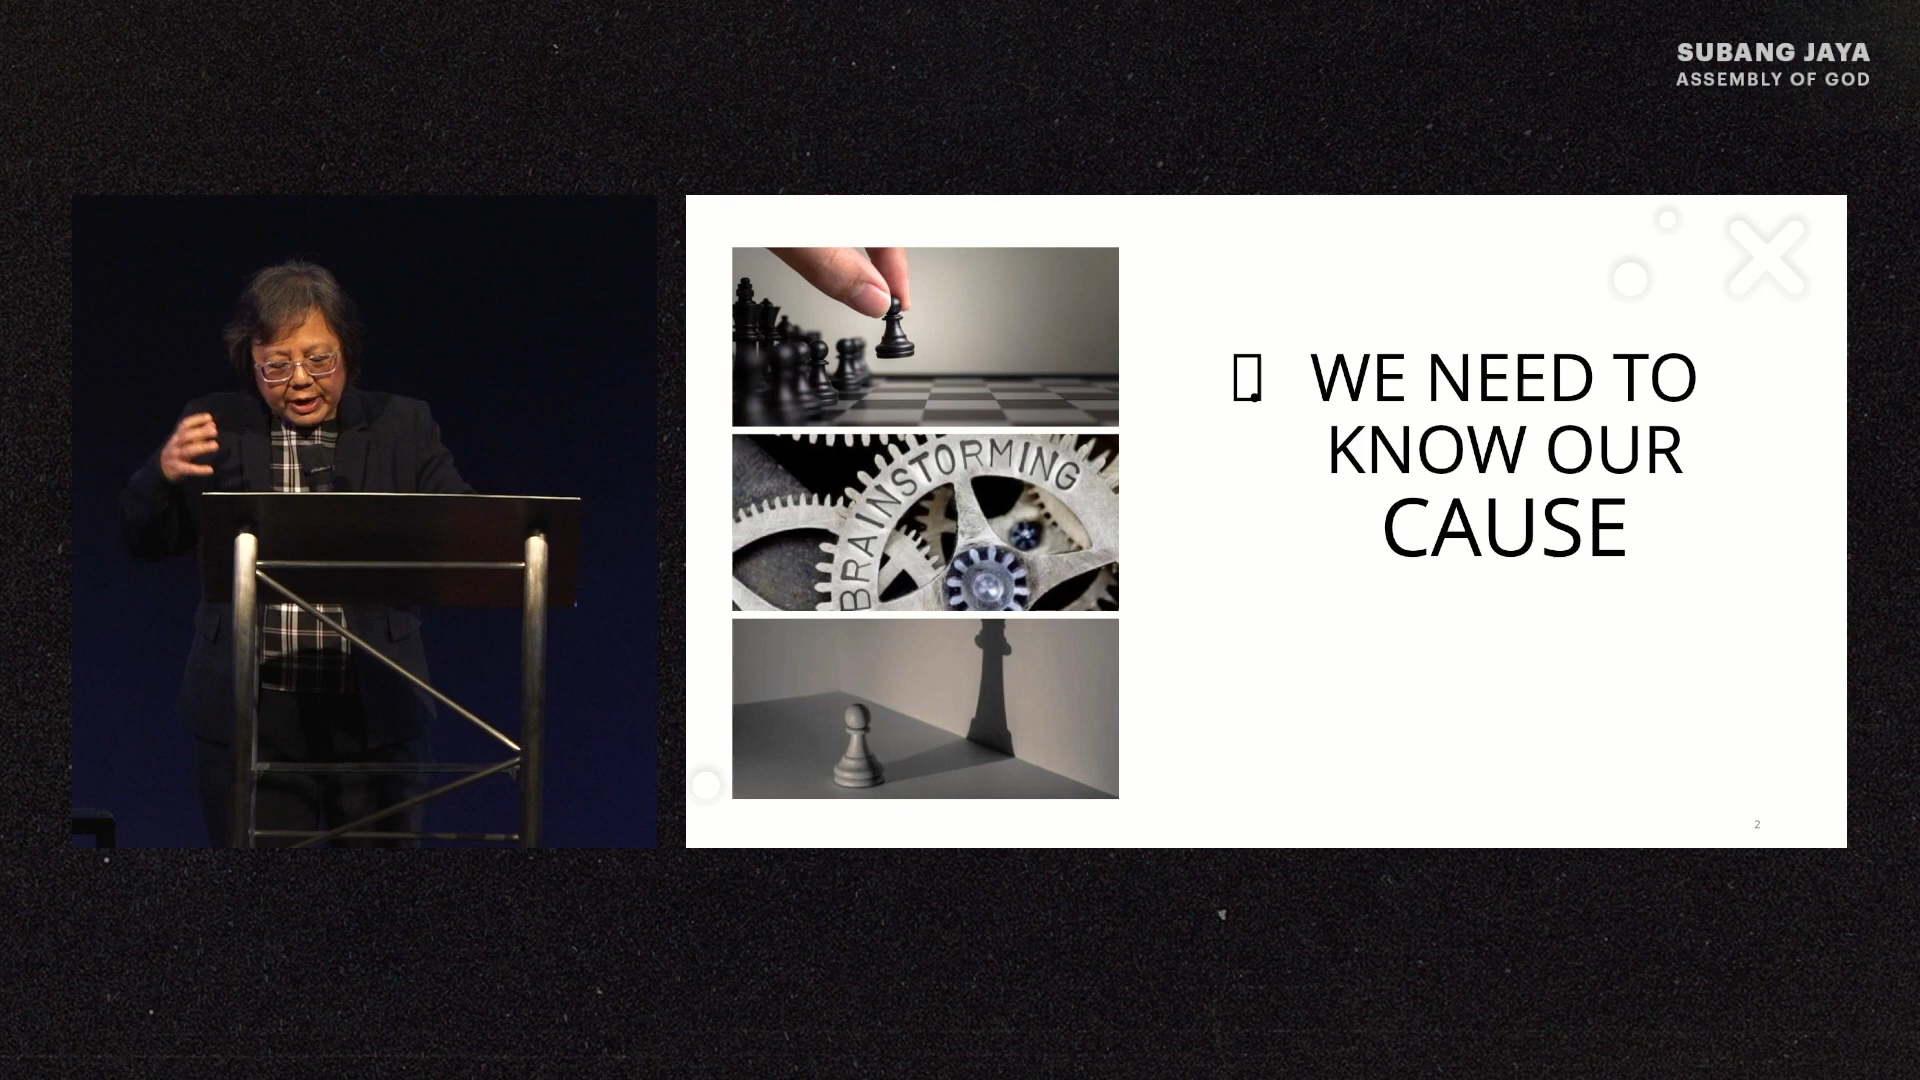 SUBANG JAYA
ASSEMBLY OF GOD
BRAINSTORMING
WE NEED TO
KNOW OUR
CAUSE
2